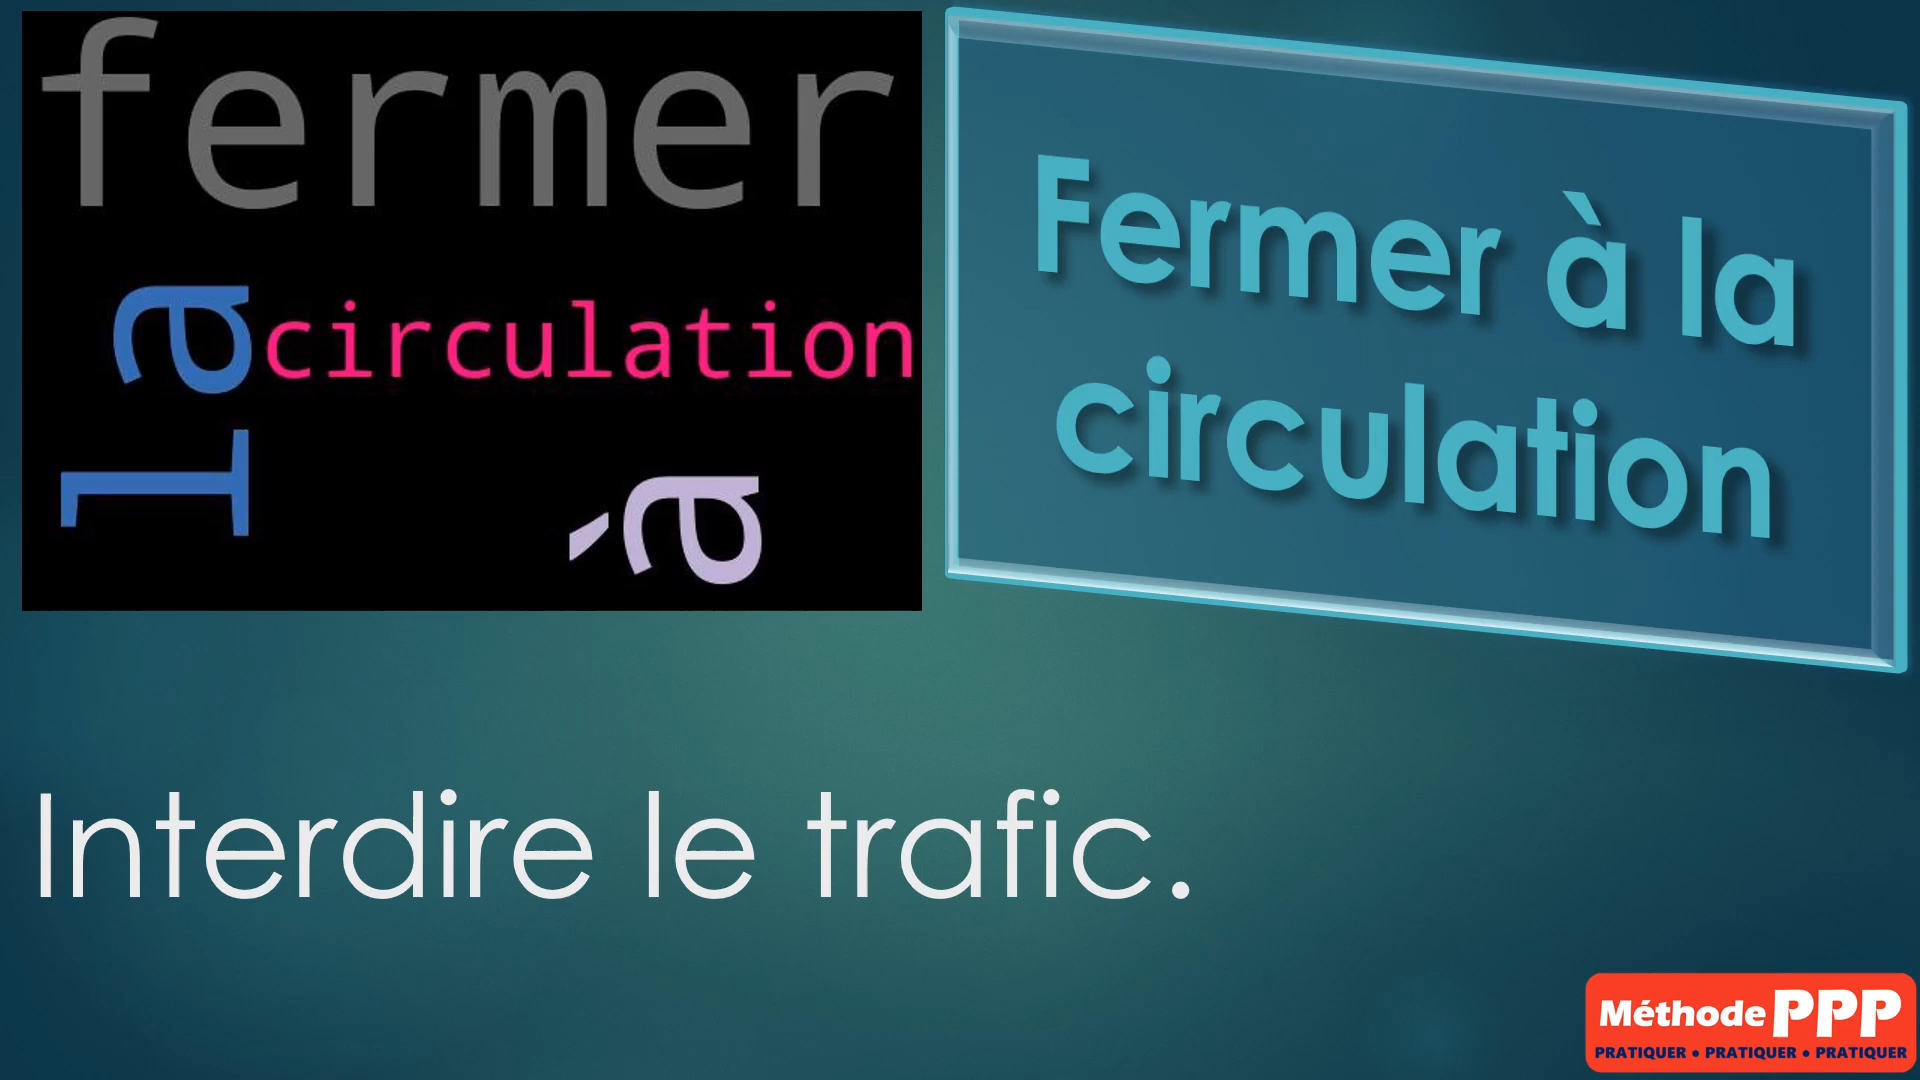 fermer
la circulation
à
Fermer à la
circulation
Interdire le trafic.
Méthode PPP
PRATIQUER • PRATIQUER • PRATIQUER